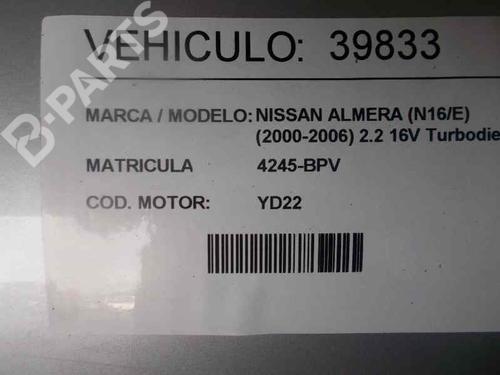 VEHICULO: 39833
B-PARTS
MARCA / MODELO: NISSAN ALMERA (N16/E)
(2000-2006) 2.2 16V Turbodie
MATRICULA 4245-BPV
COD. MOTOR: YD22